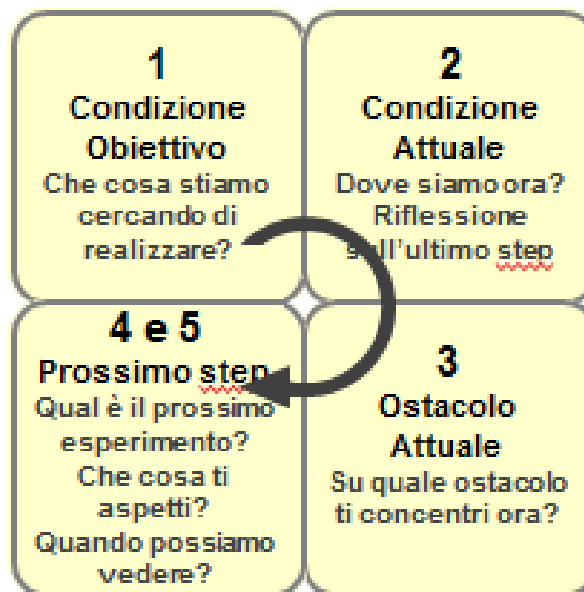 1
Condizione
Obiettivo
Che cosa stiamo
cercando di
realizzare?
2
Condizione
Attuale
Dove siamo ora?
Riflessione
sull'ultimo step
3
Ostacolo
Attuale
Su quale ostacolo
ti concentri ora?
4 e 5
Prossimo step
Qual è il prossimo
esperimento?
Che cosa ti
aspetti?
Quando possiamo
vedere?